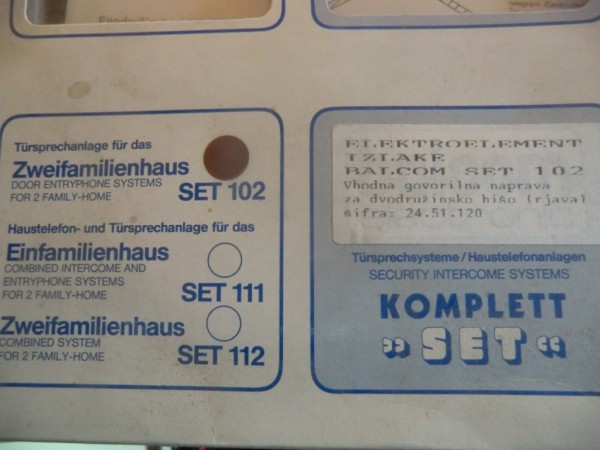 Türsprechanlage für das
Zweifamilienhaus
DOOR ENTRYPHONE SYSTEMS
FOR 2 FAMILY-HOME
SET 102
Haustelefon- und Türsprechanlage für das
Einfamilienhaus
COMBINED INTERCOME AND
ENTRYPHONE SYSTEMS
FOR 2 FAMILY-HOME
SET 111
Zweifamilienhaus
COMBINED SYSTEM
FOR 2 FAMILY-HOME
SET 112
ELEKTROELEMENT
IZLAKE
BALCOM SET 102
Vhodna govorilna naprava
za dvodružinsko hišo (rjava)
šifra: 24.51.120
Türsprechsysteme/Haustelefonanlagen
SECURITY INTERCOME SYSTEMS
KOMPLETT
»SET«